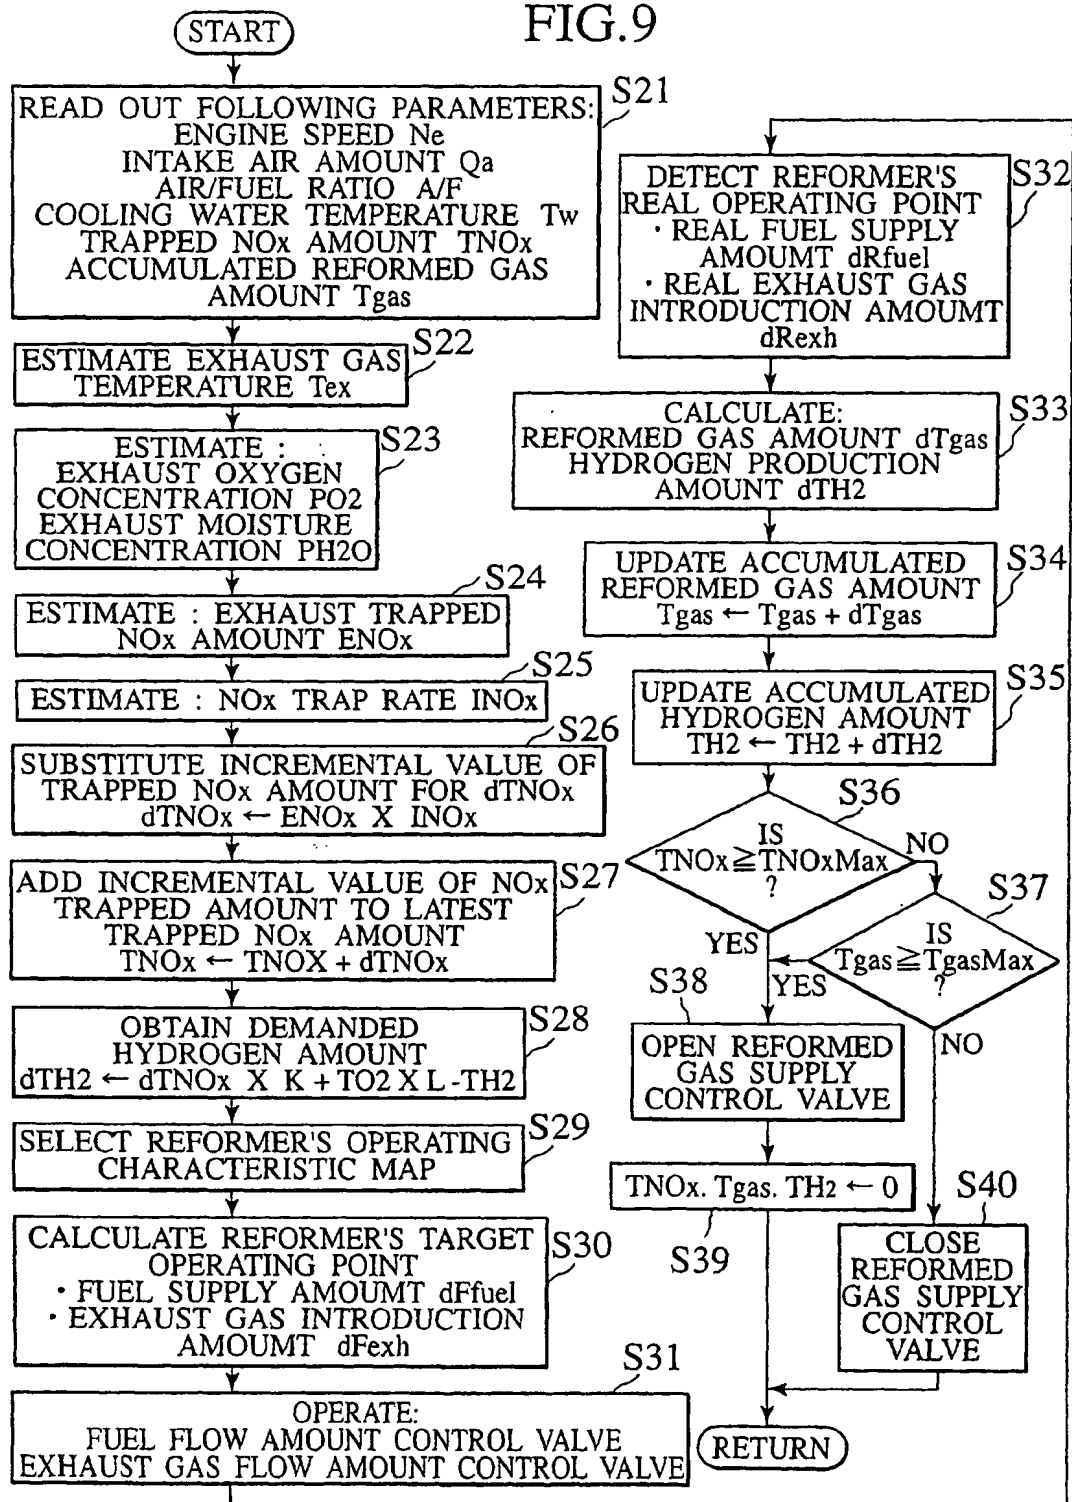 FIG.9
START
S21
READ OUT FOLLOWING PARAMETERS:
ENGINE SPEED Ne
INTAKE AIR AMOUNT Qa
AIR/FUEL RATIO A/F
COOLING WATER TEMPERATURE Tw
TRAPPED NOx AMOUNT TNOx
ACCUMULATED REFORMED GAS
AMOUNT Tgas
S22
ESTIMATE EXHAUST GAS
TEMPERATURE Tex
S23
ESTIMATE :
EXHAUST OXYGEN
CONCENTRATION PO2
EXHAUST MOISTURE
CONCENTRATION PH2O
S24
ESTIMATE : EXHAUST TRAPPED
NOx AMOUNT ENOx
S25
ESTIMATE : NOx TRAP RATE INOx
S26
SUBSTITUTE INCREMENTAL VALUE OF
TRAPPED NOx AMOUNT FOR dTNOx
dTNOx ← ENOx X INOx
S27
ADD INCREMENTAL VALUE OF NOx
TRAPPED AMOUNT TO LATEST
TRAPPED NOx AMOUNT
TNOx ← TNOX + dTNOx
S28
OBTAIN DEMANDED
HYDROGEN AMOUNT
dTH2 ← dTNOx X K + TO2 X L -TH2
S29
SELECT REFORMER'S OPERATING
CHARACTERISTIC MAP
S30
CALCULATE REFORMER'S TARGET
OPERATING POINT
· FUEL SUPPLY AMOUMT dFfuel
· EXHAUST GAS INTRODUCTION
AMOUMT dFexh
S31
OPERATE:
FUEL FLOW AMOUNT CONTROL VALVE
EXHAUST GAS FLOW AMOUNT CONTROL VALVE
S32
DETECT REFORMER'S
REAL OPERATING POINT
· REAL FUEL SUPPLY
AMOUMT dRfuel
· REAL EXHAUST GAS
INTRODUCTION AMOUMT
dRexh
S33
CALCULATE:
REFORMED GAS AMOUNT dTgas
HYDROGEN PRODUCTION
AMOUNT dTH2
S34
UPDATE ACCUMULATED
REFORMED GAS AMOUNT
Tgas ← Tgas + dTgas
S35
UPDATE ACCUMULATED
HYDROGEN AMOUNT
TH2 ← TH2 + dTH2
S36
IS
TNOx≧TNOxMax
?
NO
YES
S37
IS
Tgas≧TgasMax
?
YES
NO
S38
OPEN REFORMED
GAS SUPPLY
CONTROL VALVE
TNOx. Tgas. TH2 ← 0
S39
S40
CLOSE
REFORMED
GAS SUPPLY
CONTROL
VALVE
RETURN